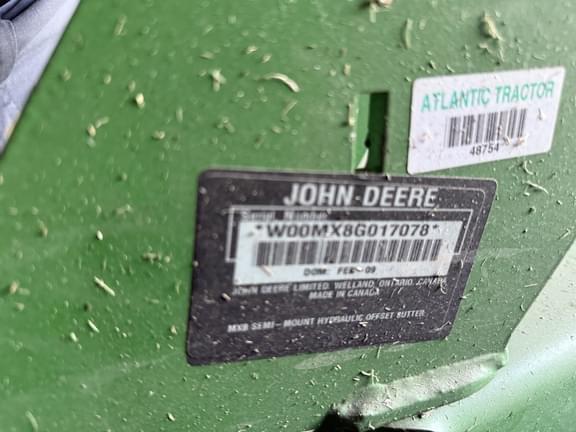 ATLANTIC TRACTOR
48754
JOHN DEERE
Serial Number
*W00MX8G017078*
DOM: FEB-09
JOHN DEERE LIMITED, WELLAND, ONTARIO, CANADA
MADE IN CANADA
MX8 SEMI-MOUNT HYDRAULIC OFFSET CUTTER